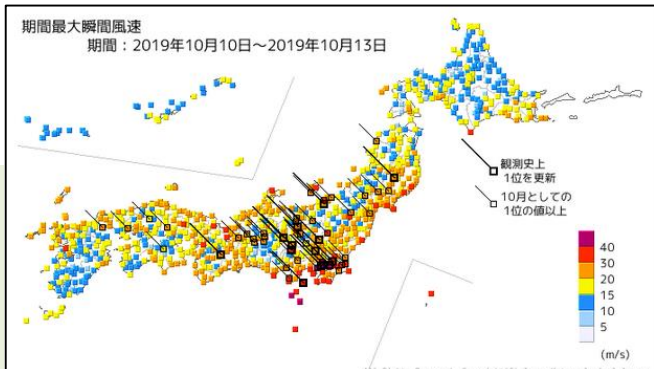 期間最大瞬間風速
期間：2019年10月10日～2019年10月13日
観測史上
1位を更新
10月としての
1位の値以上
40
30
20
15
10
5
(m/s)